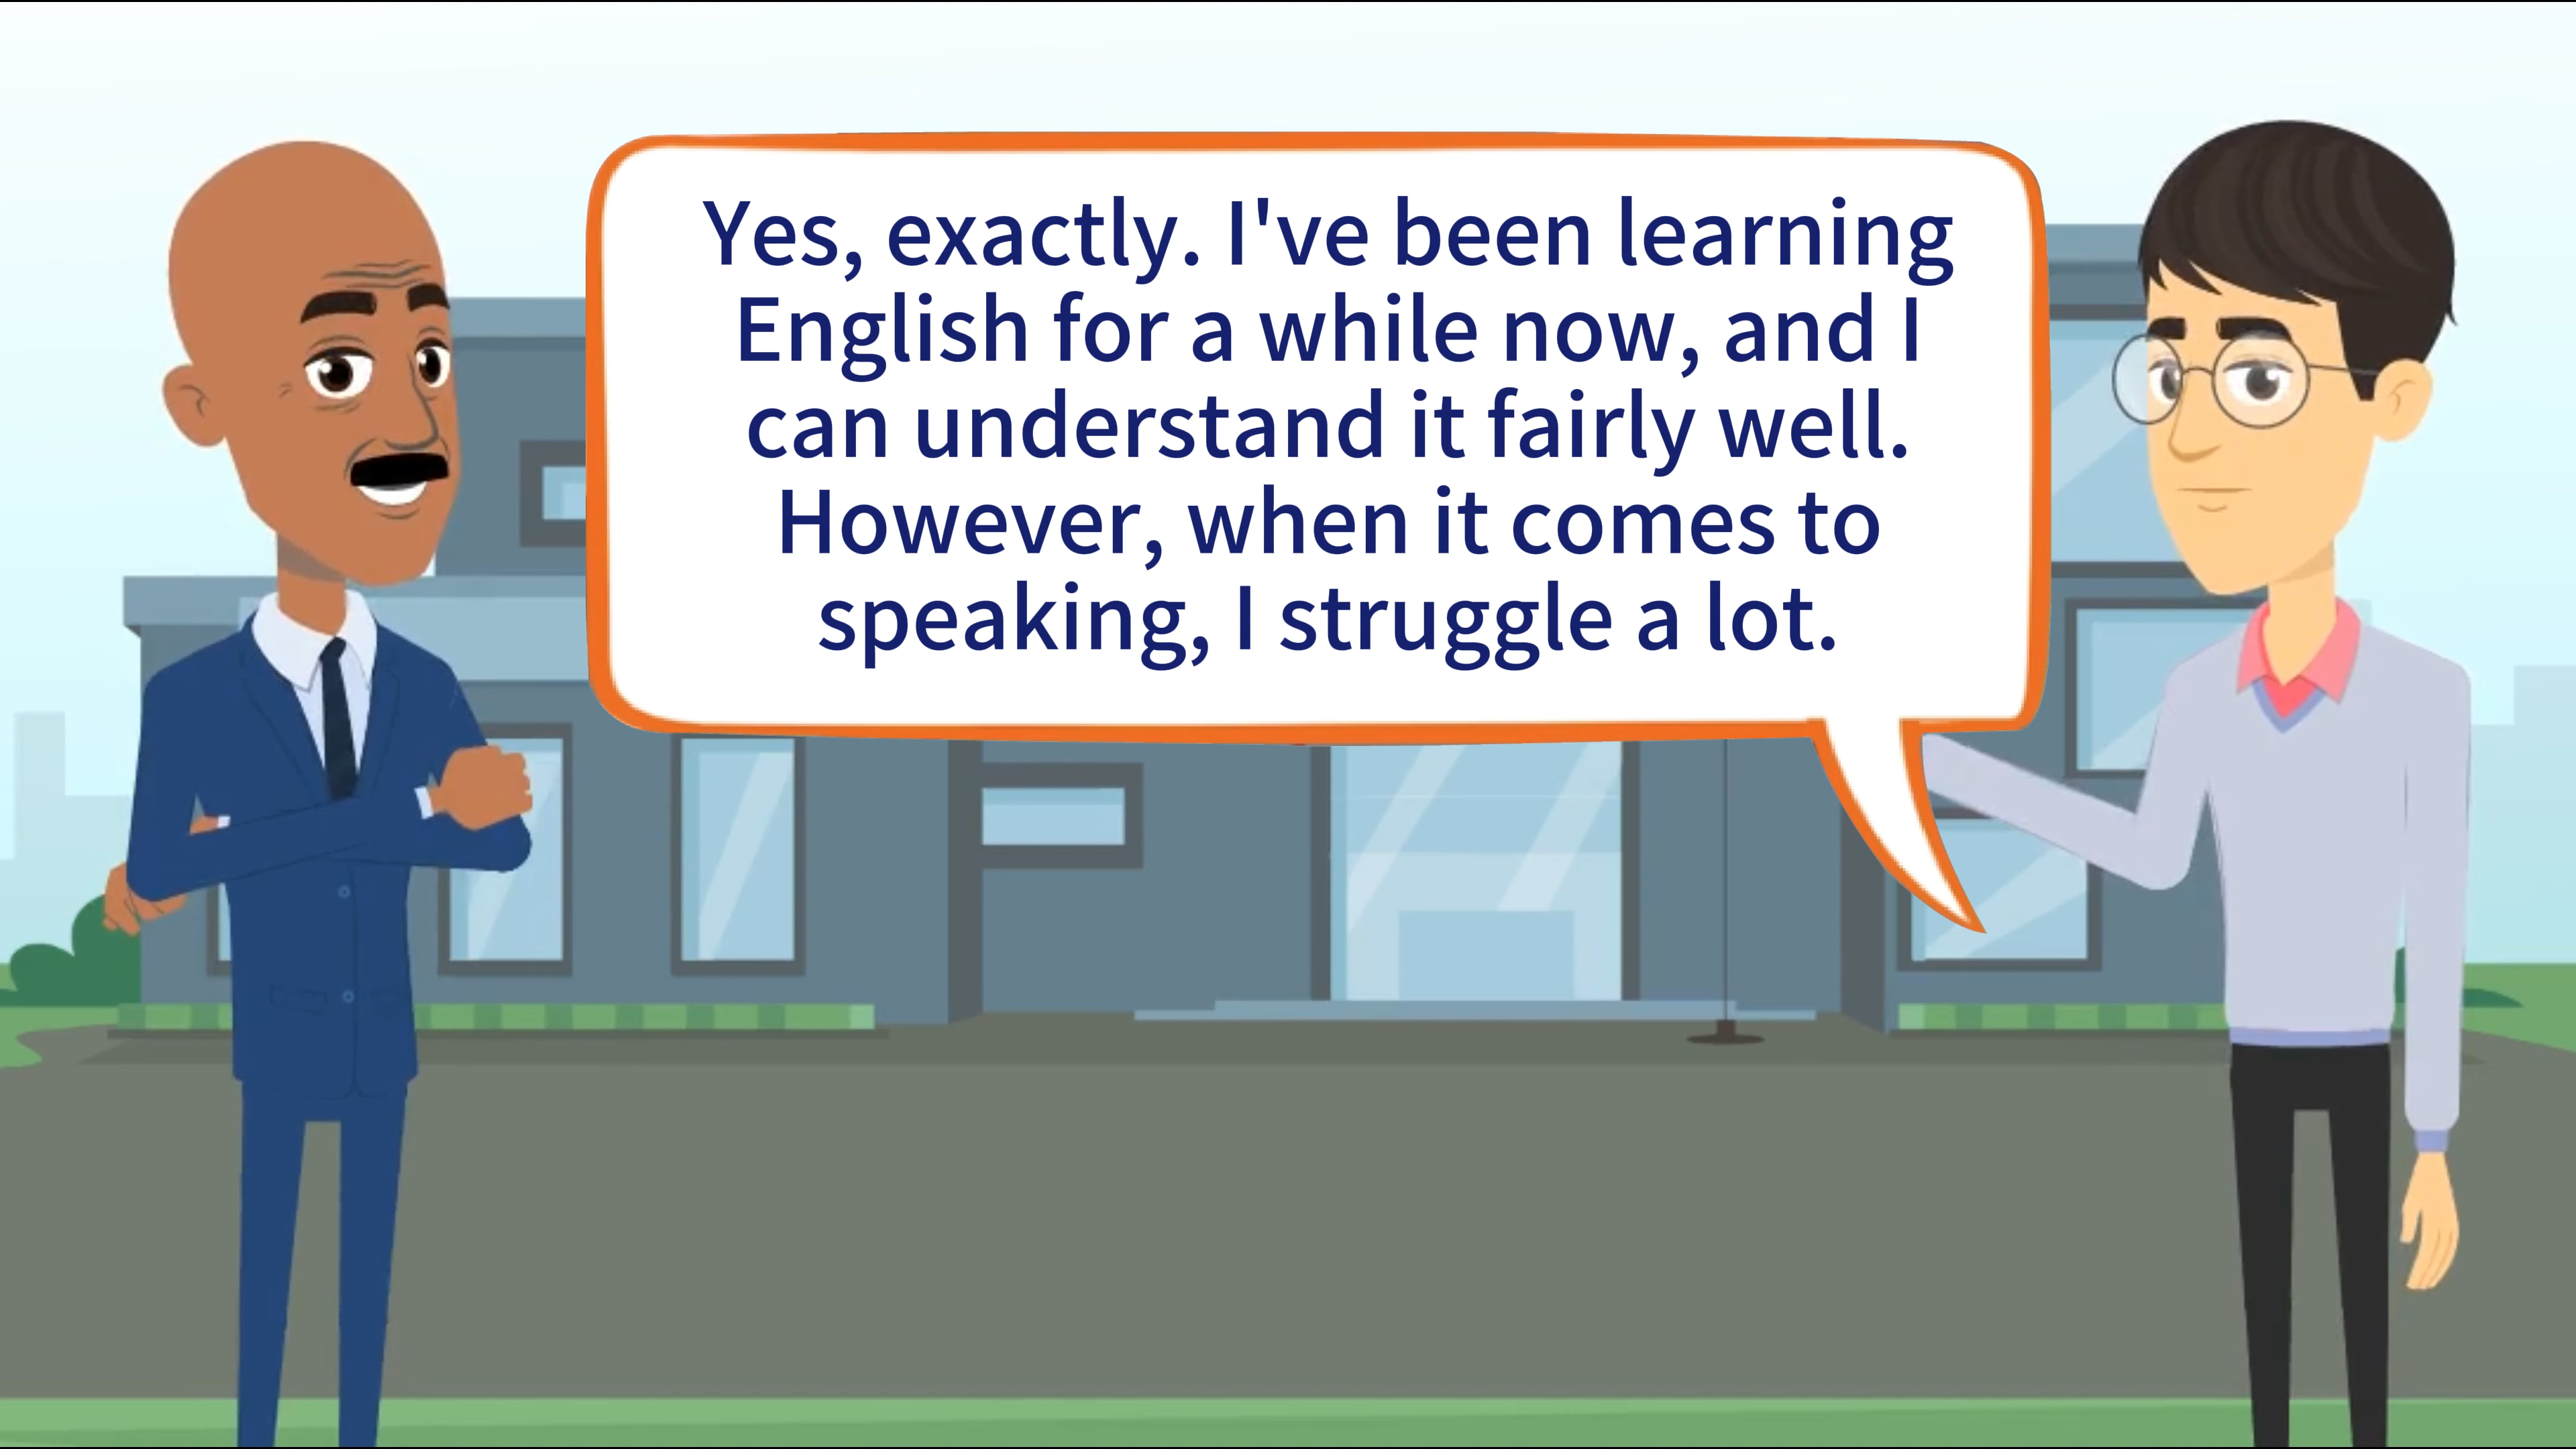 Yes, exactly. I've been learning
English for a while now, and I
can understand it fairly well.
However, when it comes to
speaking, I struggle a lot.